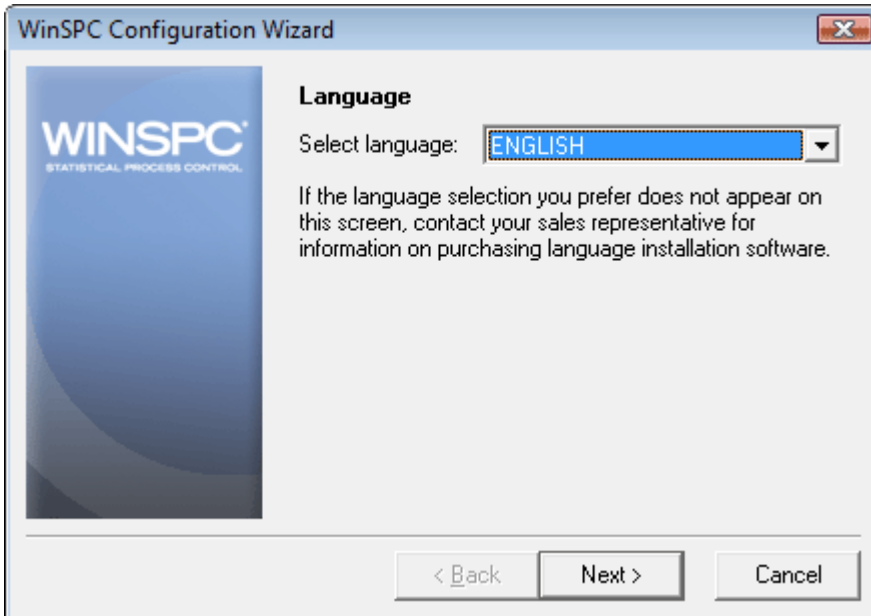 WinSPC Configuration Wizard
WINSPC
STATISTICAL PROCESS CONTROL
Language
Select language: ENGLISH
If the language selection you prefer does not appear on
this screen, contact your sales representative for
information on purchasing language installation software.
< Back Next > Cancel